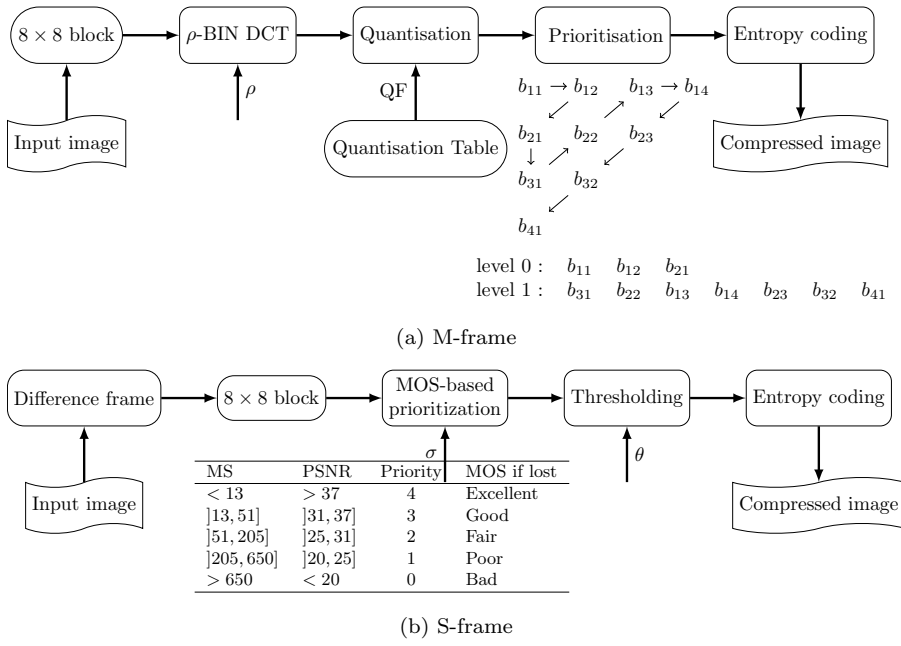 8 × 8 block
ρ-BIN DCT
Quantisation
Prioritisation
Entropy coding
ρ
QF
Input image
Quantisation Table
b11 → b12 b13 → b14
b21 b22 b23
b31 b32
b41
Compressed image
level 0 : b11 b12 b21
level 1 : b31 b22 b13 b14 b23 b32 b41
(a) M-frame
Difference frame
8 × 8 block
MOS-based
prioritization
Thresholding
Entropy coding
σ
θ
Input image
MS PSNR Priority MOS if lost
< 13 > 37 4 Excellent
]13, 51] ]31, 37] 3 Good
]51, 205] ]25, 31] 2 Fair
]205, 650] ]20, 25] 1 Poor
> 650 < 20 0 Bad
Compressed image
(b) S-frame